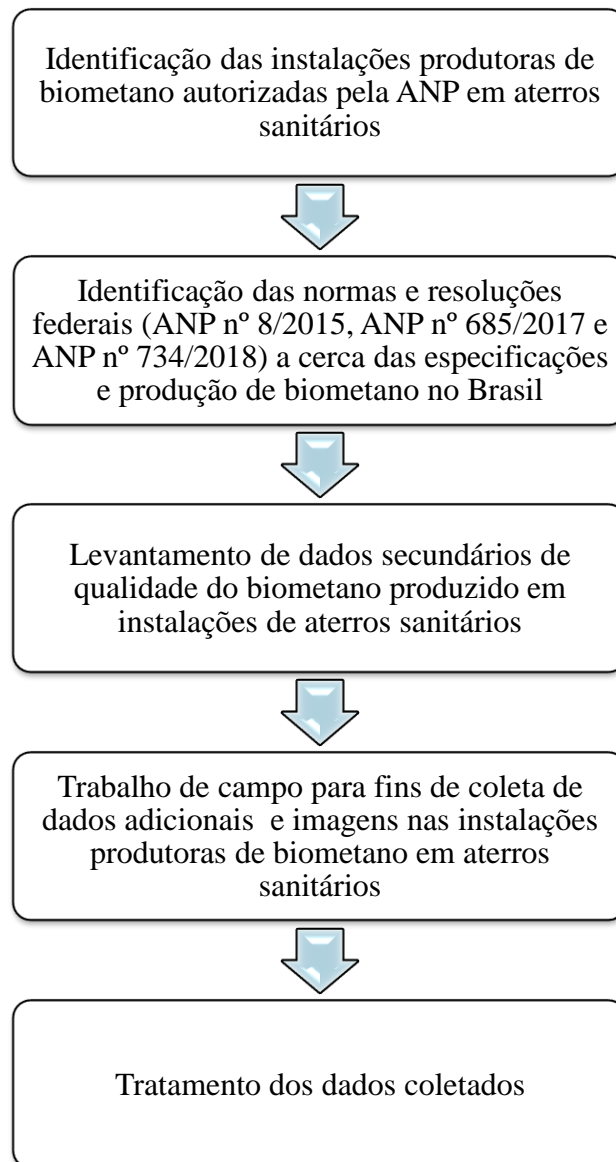 Identificação das instalações produtoras de
biometano autorizadas pela ANP em aterros
sanitários
Identificação das normas e resoluções
federais (ANP nº 8/2015, ANP nº 685/2017 e
ANP nº 734/2018) a cerca das especificações
e produção de biometano no Brasil
Levantamento de dados secundários de
qualidade do biometano produzido em
instalações de aterros sanitários
Trabalho de campo para fins de coleta de
dados adicionais  e imagens nas instalações
produtoras de biometano em aterros
sanitários
Tratamento dos dados coletados